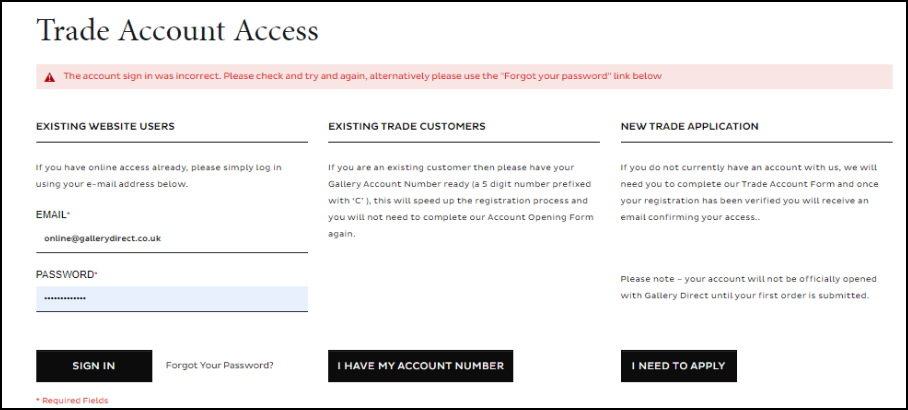 Trade Account Access
The account sign in was incorrect. Please check and try and again, alternatively please use the "Forgot your password" link below
EXISTING WEBSITE USERS
If you have online access already, please simply log in
using your e-mail address below.
EMAIL*
online@gallerydirect.co.uk
PASSWORD*
•••••••••••••
SIGN IN
Forgot Your Password?
* Required Fields
EXISTING TRADE CUSTOMERS
If you are an existing customer then please have your
Gallery Account Number ready (a 5 digit number prefixed
with 'C' ), this will speed up the registration process and
you will not need to complete our Account Opening Form
again.
I HAVE MY ACCOUNT NUMBER
NEW TRADE APPLICATION
If you do not currently have an account with us, we will
need you to complete our Trade Account Form and once
your registration has been verified you will receive an
email confirming your access..
Please note – your account will not be officially opened
with Gallery Direct until your first order is submitted.
I NEED TO APPLY